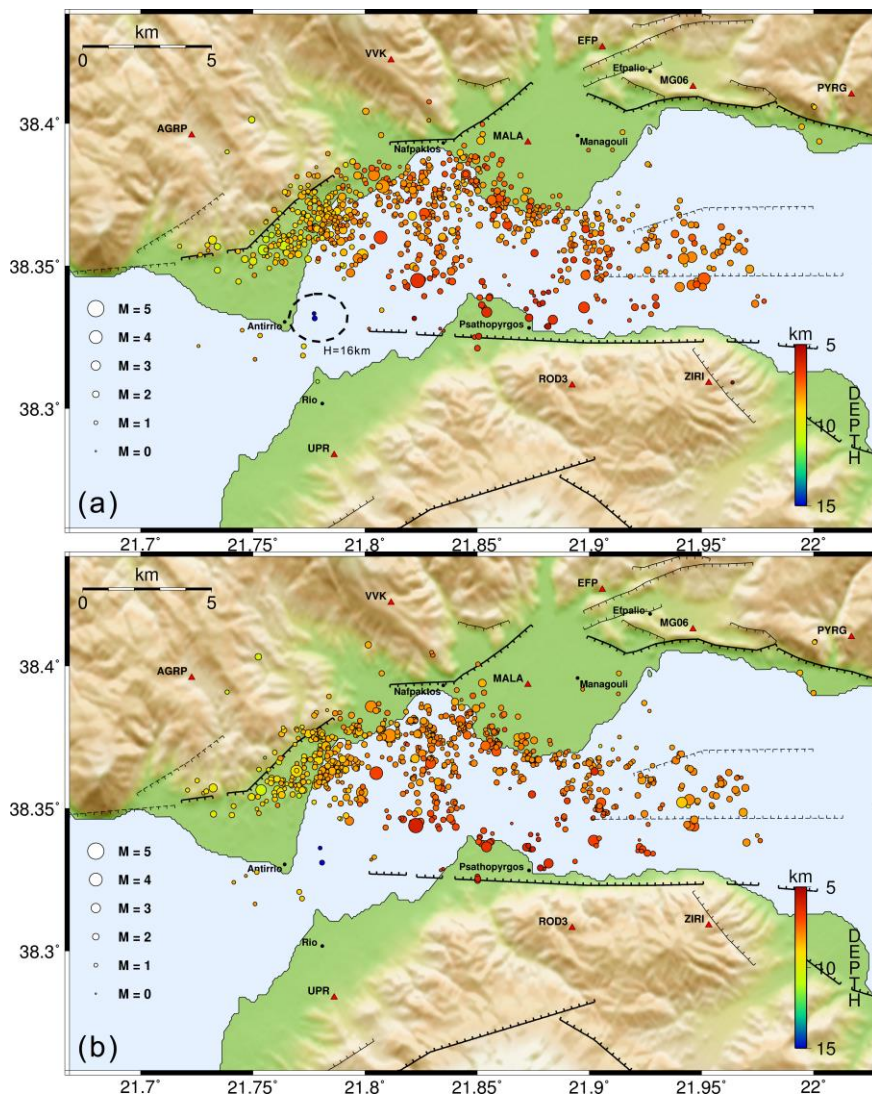 km
0 5
VVK
EFP
Efpalio
MG06
PYRG
38.4°
AGRP
MALA
Managouli
Nafpaktos
38.35°
M = 5
M = 4
M = 3
M = 2
M = 1
M = 0
Antirrio
H=16km
Psathopyrgos
km
5
10
15
DEPTH
ROD3
ZIRI
38.3°
Rio
UPR
(a)
21.7° 21.75° 21.8° 21.85° 21.9° 21.95° 22°
km
0 5
VVK
EFP
Efpalio
MG06
PYRG
38.4°
AGRP
MALA
Managouli
Nafpaktos
38.35°
M = 5
M = 4
M = 3
M = 2
M = 1
M = 0
Antirrio
Psathopyrgos
km
5
10
15
DEPTH
ROD3
ZIRI
38.3°
Rio
UPR
(b)
21.7° 21.75° 21.8° 21.85° 21.9° 21.95° 22°